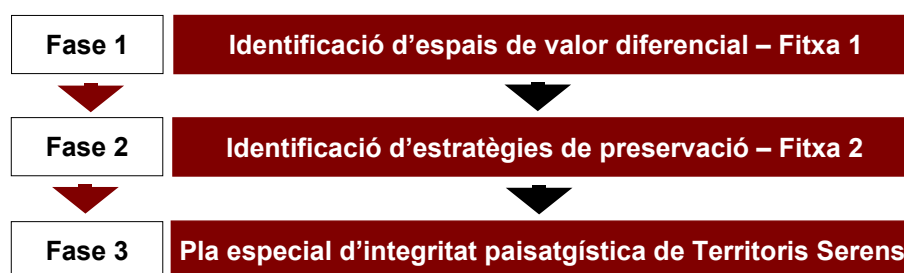 Fase 1 Identificació d’espais de valor diferencial – Fitxa 1
Fase 2 Identificació d’estratègies de preservació – Fitxa 2
Fase 3 Pla especial d’integritat paisatgística de Territoris Serens